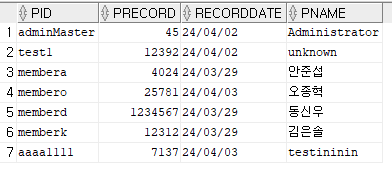 PID PRECORD RECORDDATE PNAME
1 adminMaster 45 24/04/02 Administrator
2 test1 12392 24/04/02 unknown
3 membera 4024 24/03/29 안준섭
4 membero 25781 24/04/03 오종혁
5 memberd 1234567 24/03/29 동신우
6 memberk 12312 24/03/29 김은솔
7 aaaa1111 7137 24/04/03 testininin